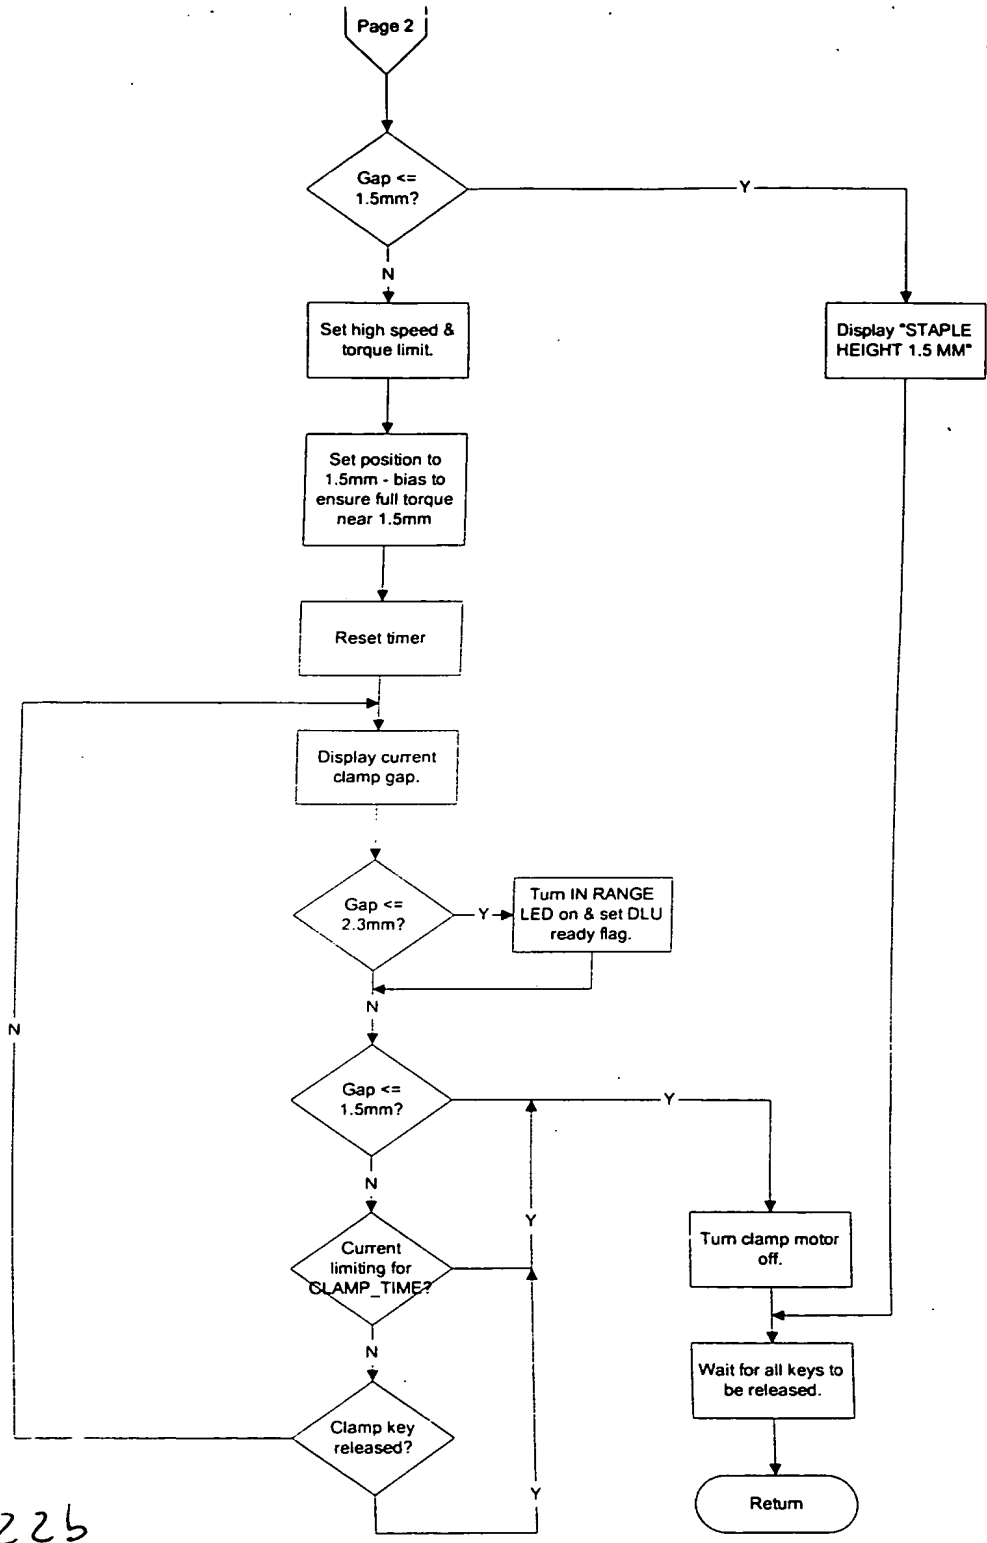 Page 2
Gap <=
1.5mm?
Y
N
Set high speed &
torque limit.
Display "STAPLE
HEIGHT 1.5 MM"
Set position to
1.5mm - bias to
ensure full torque
near 1.5mm
Reset timer
Display current
clamp gap.
Gap <=
2.3mm?
Y
Turn IN RANGE
LED on & set DLU
ready flag.
N
N
Gap <=
1.5mm?
Y
N
Y
Current
limiting for
CLAMP_TIME?
Turn clamp motor
off.
N
Wait for all keys to
be released.
Clamp key
released?
Y
Return
22b